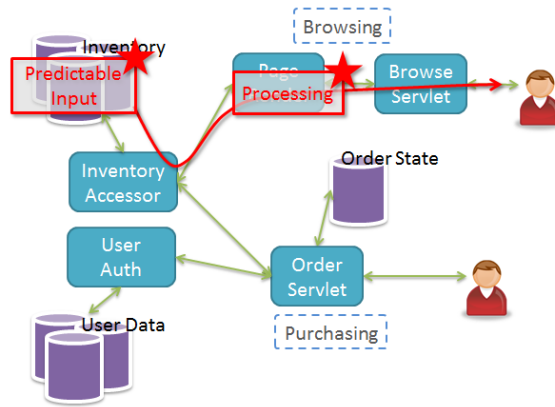 Browsing
Inventory
Predictable
Input
Page
Processing
Browse
Servlet
Order State
Inventory
Accessor
User
Auth
Order
Servlet
User Data
Purchasing